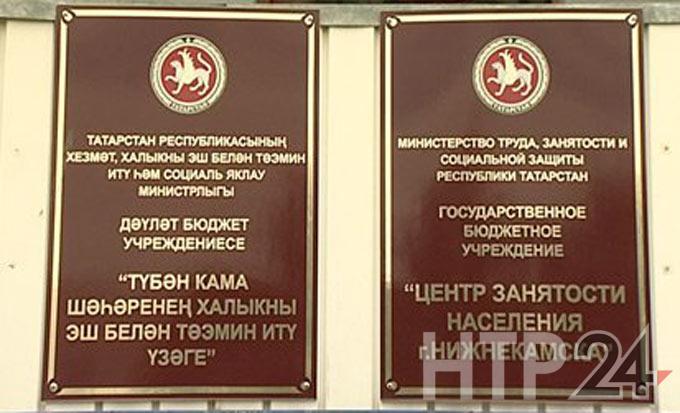 ТАТАРСТАН
ТАТАРСТАН РЕСПУБЛИКАСЫНЫҢ
ХЕЗМӘТ, ХАЛЫКНЫ ЭШ БЕЛӘН ТӘЭМИН
ИТҮ ҺӘМ СОЦИАЛЬ ЯКЛАУ
МИНИСТРЛЫГЫ
ДӘҮЛӘТ БЮДЖЕТ
УЧРЕЖДЕНИЕСЕ
“ТҮБӘН КАМА
ШӘҺӘРЕНЕҢ ХАЛЫКНЫ
ЭШ БЕЛӘН ТӘЭМИН ИТҮ
ҮЗӘГЕ”
ТАТАРСТАН
МИНИСТЕРСТВО ТРУДА, ЗАНЯТОСТИ И
СОЦИАЛЬНОЙ ЗАЩИТЫ
РЕСПУБЛИКИ ТАТАРСТАН
ГОСУДАРСТВЕННОЕ
БЮДЖЕТНОЕ
УЧРЕЖДЕНИЕ
“ЦЕНТР ЗАНЯТОСТИ
НАСЕЛЕНИЯ
г.НИЖНЕКАМСКА”
НТР 24